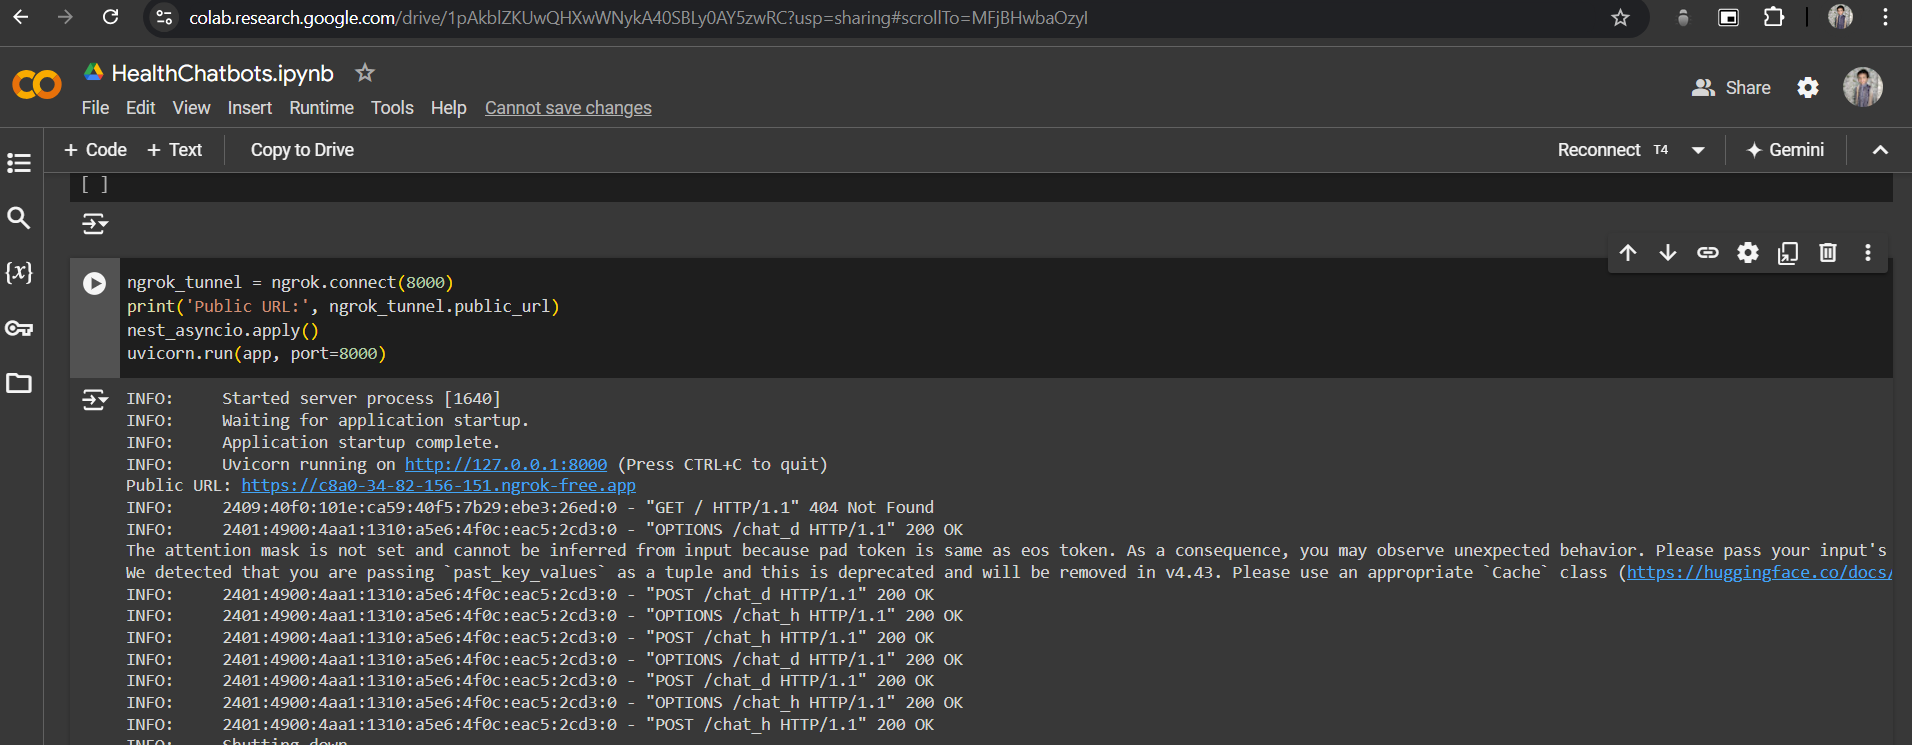 colab.research.google.com/drive/1pAkblZKUwQHXwWNykA40SBLy0AY5zwRC?usp=sharing#scrollTo=MFjBHwbaOzyI
HealthChatbots.ipynb
Share
File Edit View Insert Runtime Tools Help Cannot save changes
+ Code + Text Copy to Drive Reconnect T4 Gemini
[ ]
{x}
ngrok_tunnel = ngrok.connect(8000)
print('Public URL:', ngrok_tunnel.public_url)
nest_asyncio.apply()
uvicorn.run(app, port=8000)
INFO: Started server process [1640]
INFO: Waiting for application startup.
INFO: Application startup complete.
INFO: Uvicorn running on http://127.0.0.1:8000 (Press CTRL+C to quit)
Public URL: https://c8a0-34-82-156-151.ngrok-free.app
INFO: 2409:40f0:101e:ca59:40f5:7b29:ebe3:26ed:0 - "GET / HTTP/1.1" 404 Not Found
INFO: 2401:4900:4aa1:1310:a5e6:4f0c:eac5:2cd3:0 - "OPTIONS /chat_d HTTP/1.1" 200 OK
The attention mask is not set and cannot be inferred from input because pad token is same as eos token. As a consequence, you may observe unexpected behavior. Please pass your input's
We detected that you are passing `past_key_values` as a tuple and this is deprecated and will be removed in v4.43. Please use an appropriate `Cache` class (https://huggingface.co/docs/
INFO: 2401:4900:4aa1:1310:a5e6:4f0c:eac5:2cd3:0 - "POST /chat_d HTTP/1.1" 200 OK
INFO: 2401:4900:4aa1:1310:a5e6:4f0c:eac5:2cd3:0 - "OPTIONS /chat_h HTTP/1.1" 200 OK
INFO: 2401:4900:4aa1:1310:a5e6:4f0c:eac5:2cd3:0 - "POST /chat_h HTTP/1.1" 200 OK
INFO: 2401:4900:4aa1:1310:a5e6:4f0c:eac5:2cd3:0 - "OPTIONS /chat_d HTTP/1.1" 200 OK
INFO: 2401:4900:4aa1:1310:a5e6:4f0c:eac5:2cd3:0 - "POST /chat_d HTTP/1.1" 200 OK
INFO: 2401:4900:4aa1:1310:a5e6:4f0c:eac5:2cd3:0 - "OPTIONS /chat_h HTTP/1.1" 200 OK
INFO: 2401:4900:4aa1:1310:a5e6:4f0c:eac5:2cd3:0 - "POST /chat_h HTTP/1.1" 200 OK
INFO: Shutting down